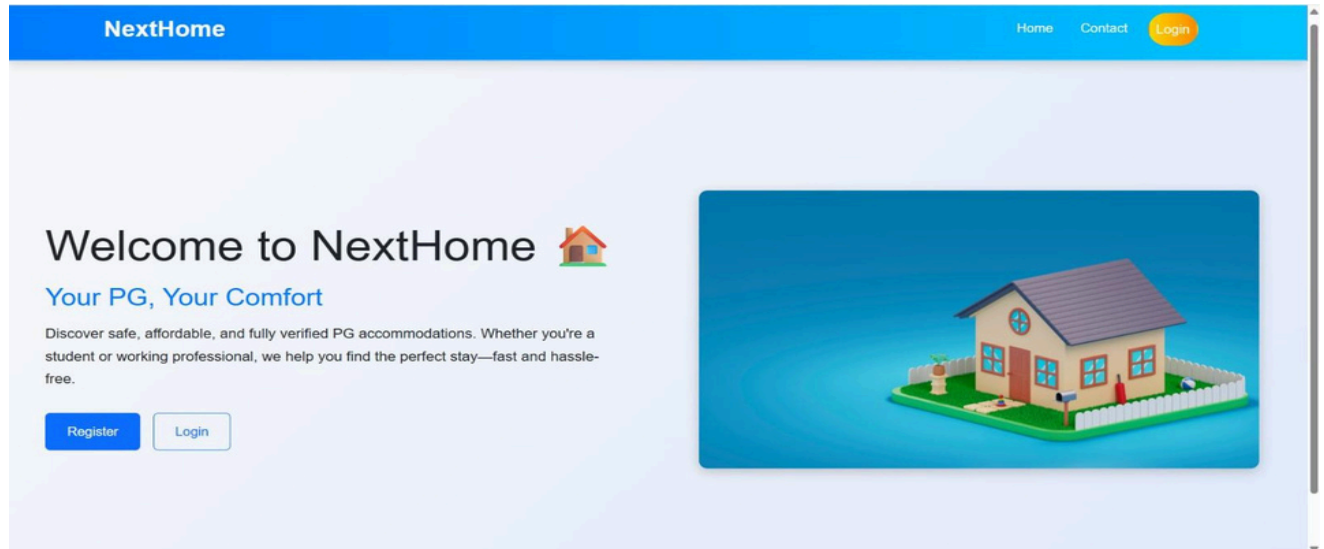 NextHome
Home Contact Login
Welcome to NextHome 🏠
Your PG, Your Comfort
Discover safe, affordable, and fully verified PG accommodations. Whether you're a
student or working professional, we help you find the perfect stay—fast and hassle-
free.
Register Login